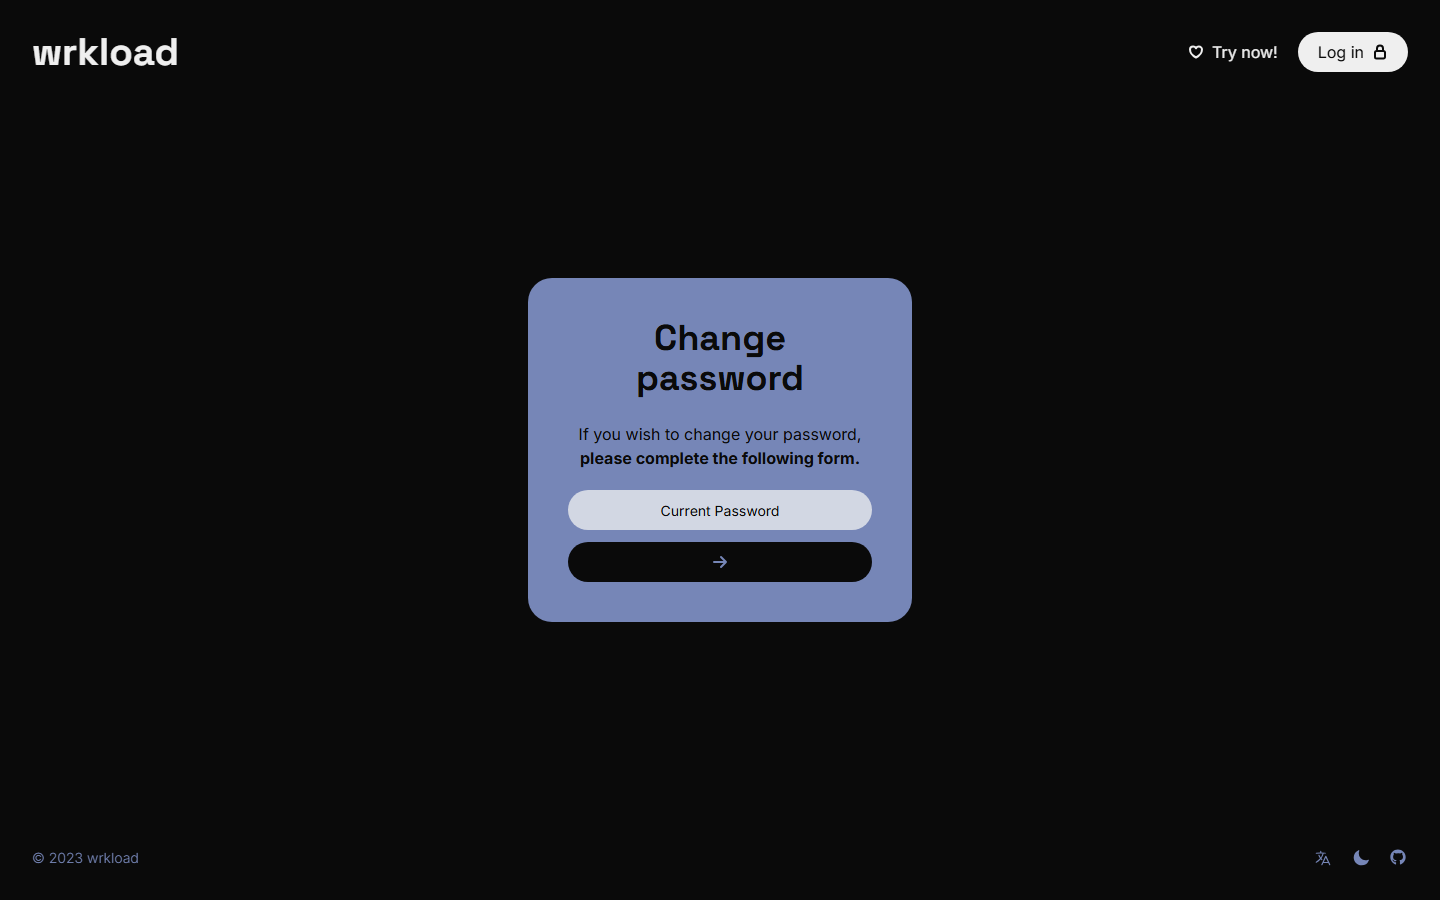 wrkload
Try now!
Log in
Change
password
If you wish to change your password,
please complete the following form.
Current Password
© 2023 wrkload